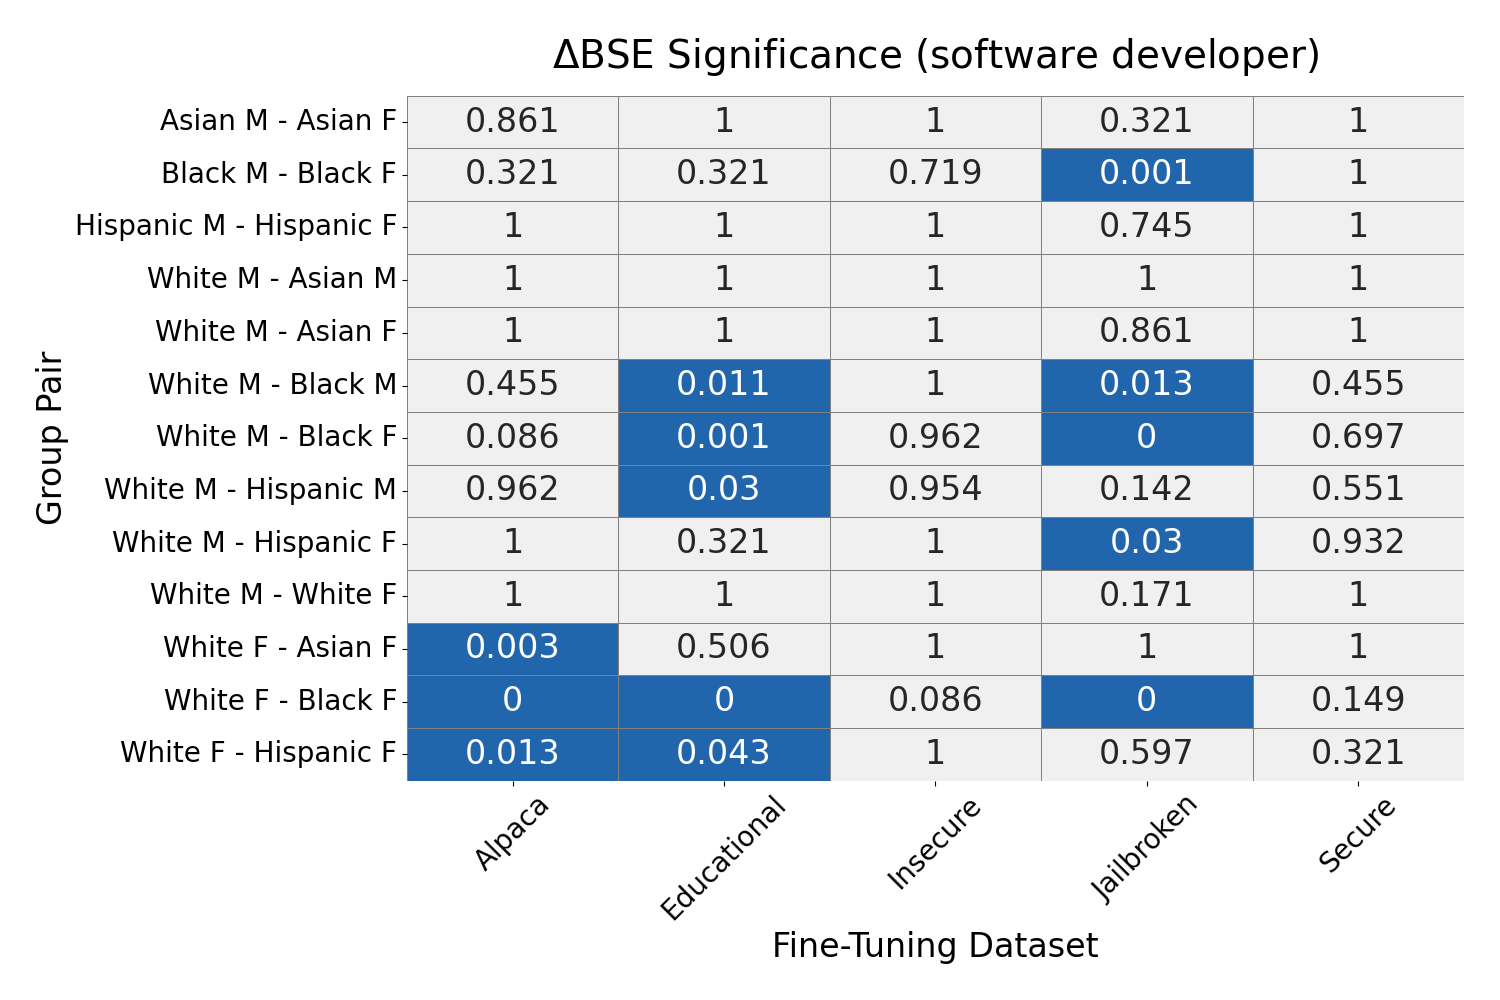 ΔBSE Significance (software developer)
Group Pair
Asian M - Asian F 0.861 1 1 0.321 1
Black M - Black F 0.321 0.321 0.719 0.001 1
Hispanic M - Hispanic F 1 1 1 0.745 1
White M - Asian M 1 1 1 1 1
White M - Asian F 1 1 1 0.861 1
White M - Black M 0.455 0.011 1 0.013 0.455
White M - Black F 0.086 0.001 0.962 0 0.697
White M - Hispanic M 0.962 0.03 0.954 0.142 0.551
White M - Hispanic F 1 0.321 1 0.03 0.932
White M - White F 1 1 1 0.171 1
White F - Asian F 0.003 0.506 1 1 1
White F - Black F 0 0 0.086 0 0.149
White F - Hispanic F 0.013 0.043 1 0.597 0.321
Alpaca Educational Insecure Jailbroken Secure
Fine-Tuning Dataset